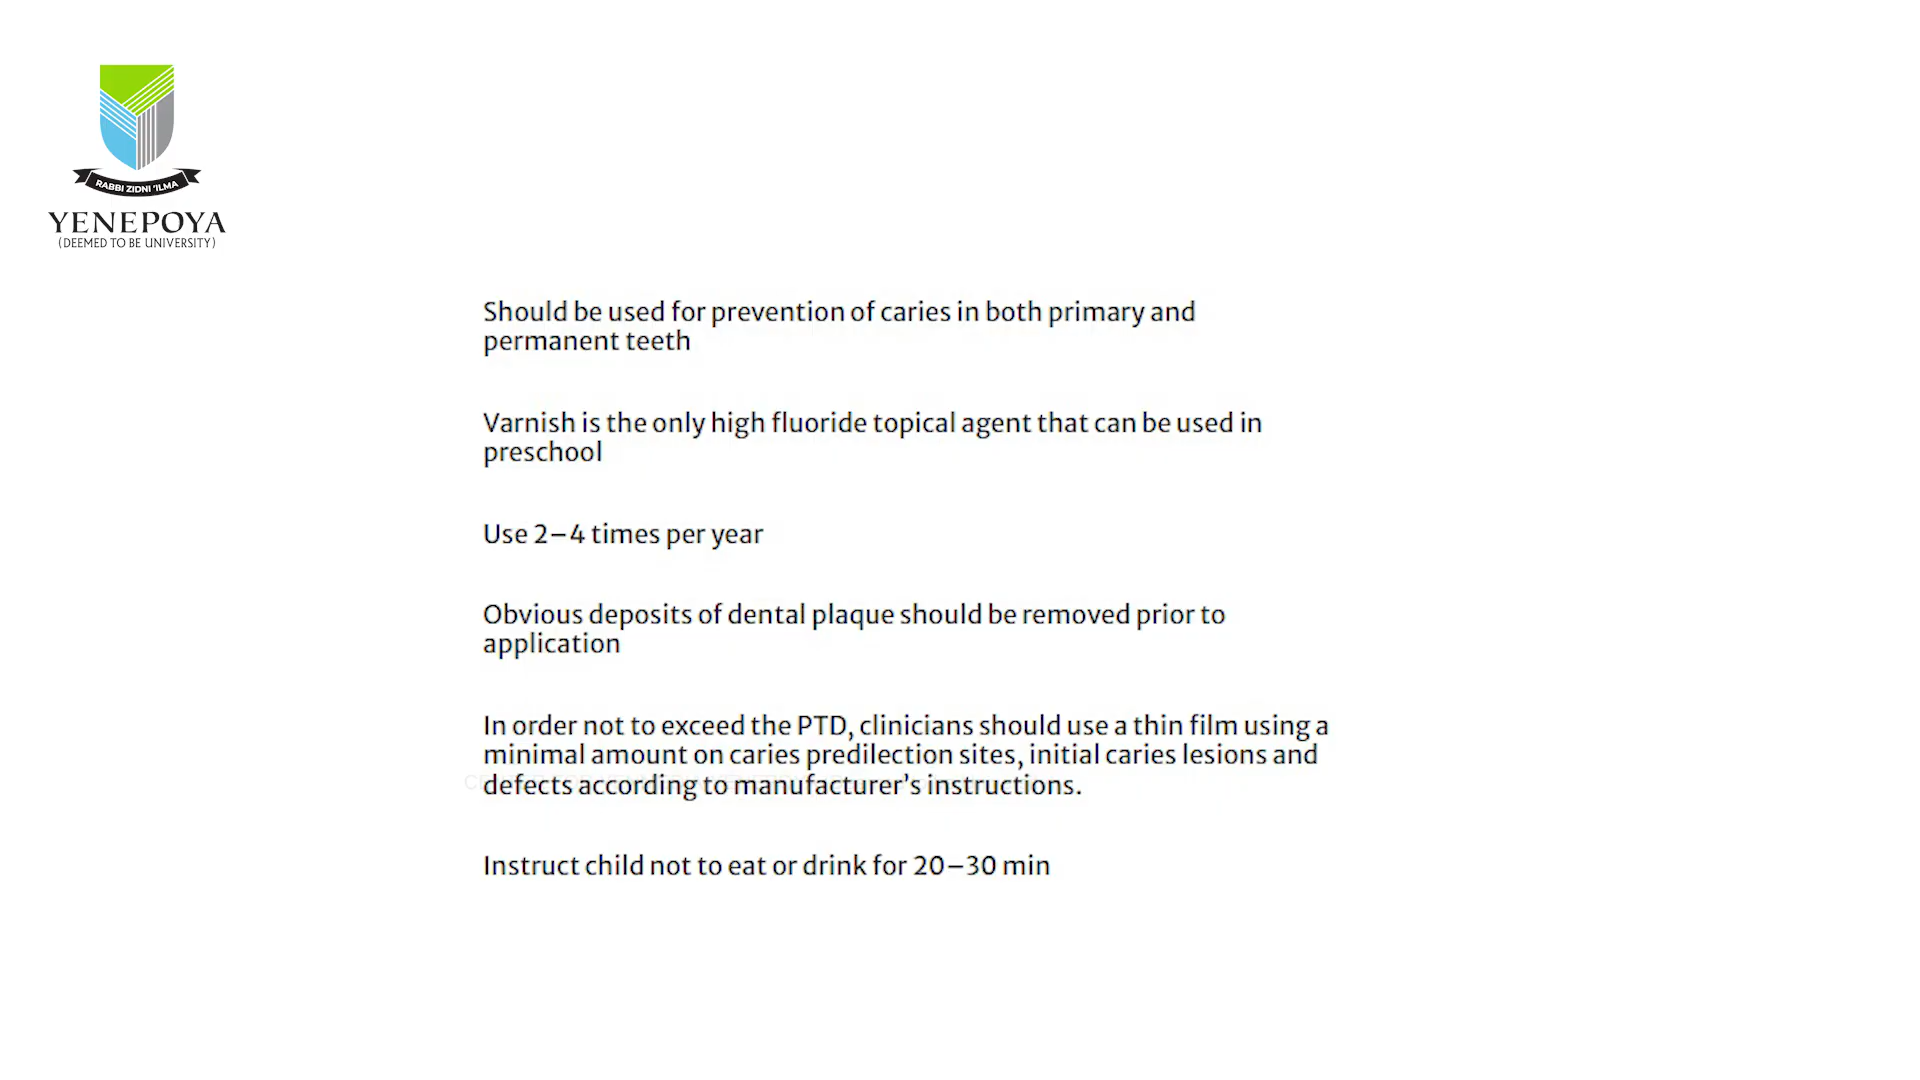 RABBI ZIDNI 'ILMA
YENEPOYA
(DEEMED TO BE UNIVERSITY)
Should be used for prevention of caries in both primary and
permanent teeth
Varnish is the only high fluoride topical agent that can be used in
preschool
Use 2–4 times per year
Obvious deposits of dental plaque should be removed prior to
application
In order not to exceed the PTD, clinicians should use a thin film using a
minimal amount on caries predilection sites, initial caries lesions and
defects according to manufacturer's instructions.
Instruct child not to eat or drink for 20–30 min